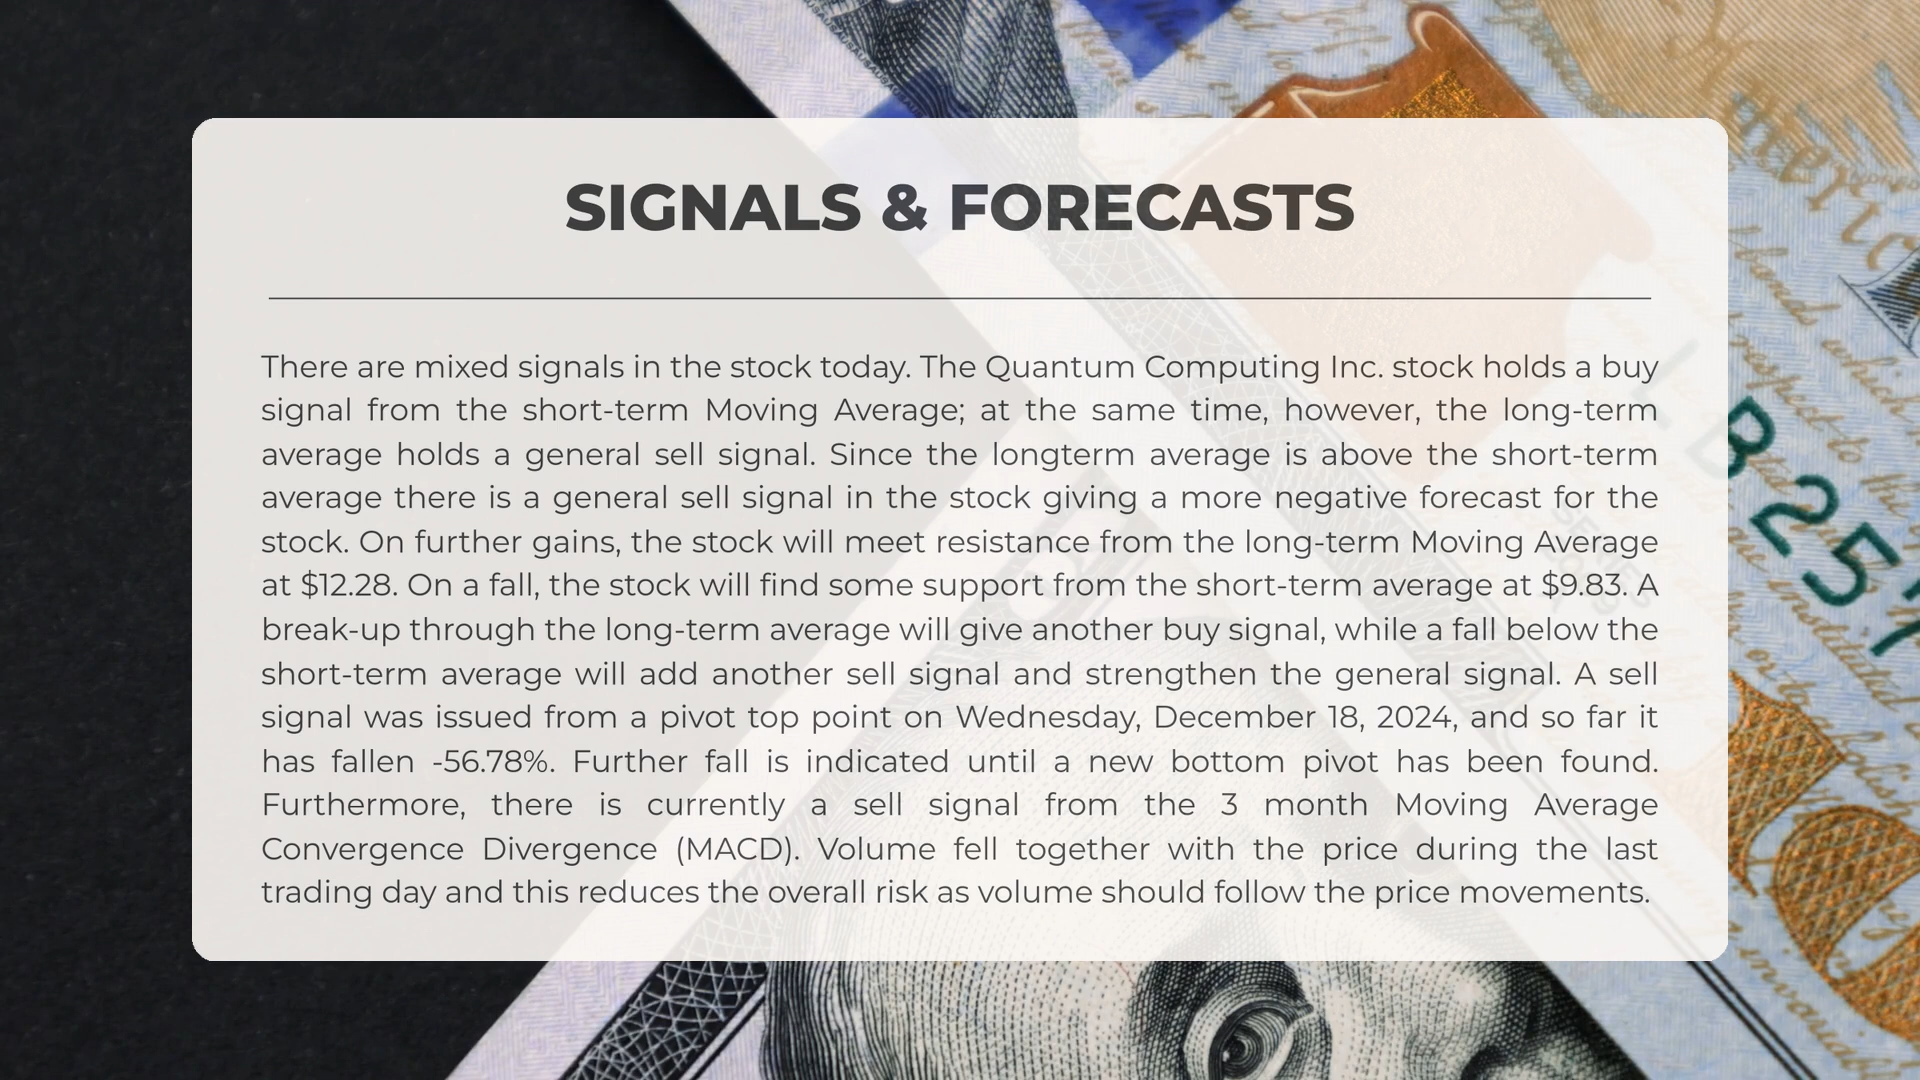 SIGNALS & FORECASTS
There are mixed signals in the stock today. The Quantum Computing Inc. stock holds a buy
signal from the short-term Moving Average; at the same time, however, the long-term
average holds a general sell signal. Since the longterm average is above the short-term
average there is a general sell signal in the stock giving a more negative forecast for the
stock. On further gains, the stock will meet resistance from the long-term Moving Average
at $12.28. On a fall, the stock will find some support from the short-term average at $9.83. A
break-up through the long-term average will give another buy signal, while a fall below the
short-term average will add another sell signal and strengthen the general signal. A sell
signal was issued from a pivot top point on Wednesday, December 18, 2024, and so far it
has fallen -56.78%. Further fall is indicated until a new bottom pivot has been found.
Furthermore, there is currently a sell signal from the 3 month Moving Average
Convergence Divergence (MACD). Volume fell together with the price during the last
trading day and this reduces the overall risk as volume should follow the price movements.